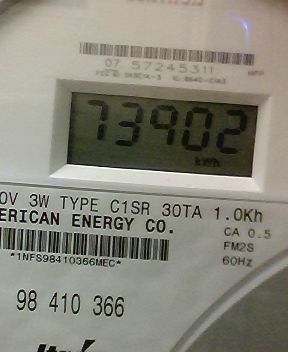 07 57245311
73902
kWh
0V 3W TYPE C1SR 30TA 1.0Kh
ERICAN ENERGY CO.
CA 0.5
FM2S
60Hz
*1NFS98410366MEC*
98 410 366